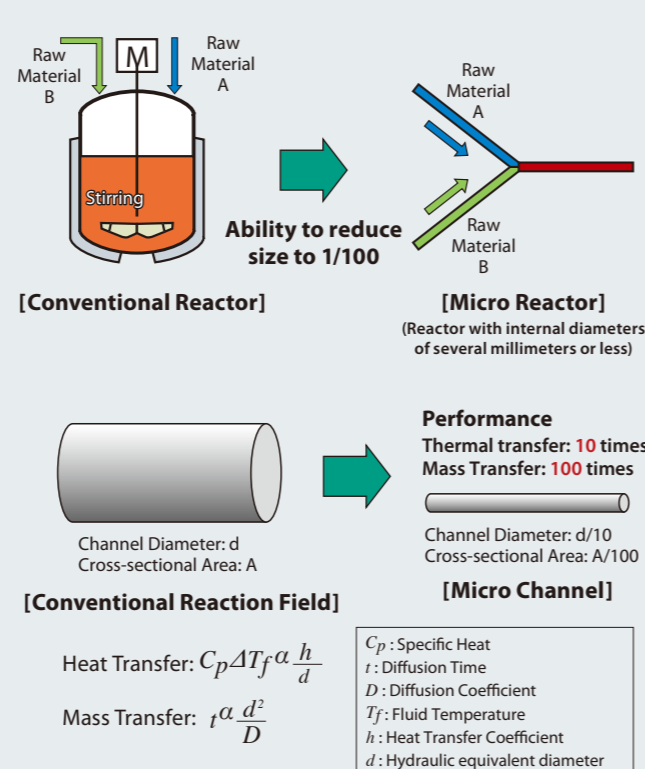 Raw
Material
B
M
Raw
Material
A
Stirring
Ability to reduce
size to 1/100
Raw
Material
A
Raw
Material
B
[Conventional Reactor]
[Micro Reactor]
(Reactor with internal diameters
of several millimeters or less)
Performance
Thermal transfer: 10 times
Mass Transfer: 100 times
Channel Diameter: d
Cross-sectional Area: A
Channel Diameter: d/10
Cross-sectional Area: A/100
[Conventional Reaction Field]
[Micro Channel]
Heat Transfer: Cp ΔTf α h/d
Mass Transfer: t α d²/D
Cp : Specific Heat
t : Diffusion Time
D : Diffusion Coefficient
Tf : Fluid Temperature
h : Heat Transfer Coefficient
d : Hydraulic equivalent diameter